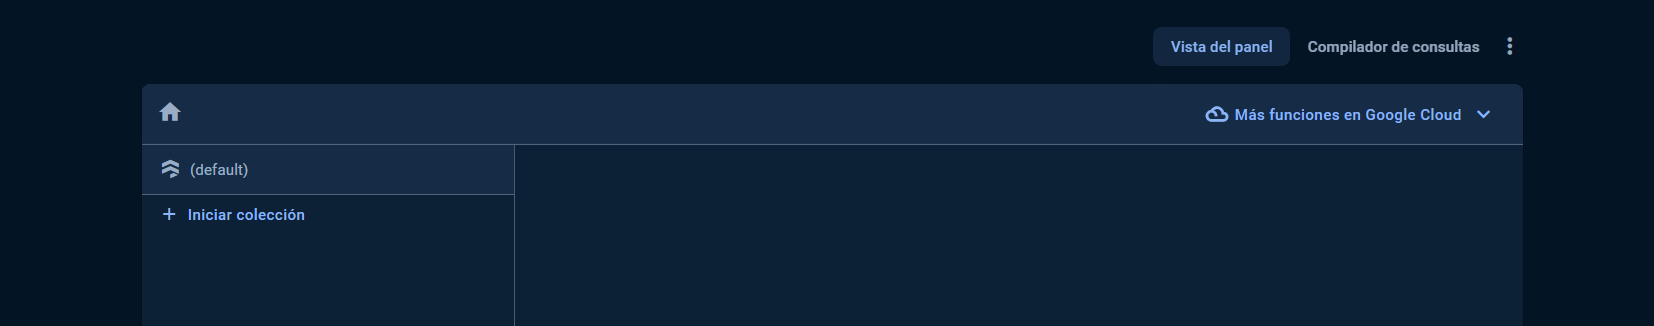 Vista del panel
Compilador de consultas
Más funciones en Google Cloud
(default)
+ Iniciar colección